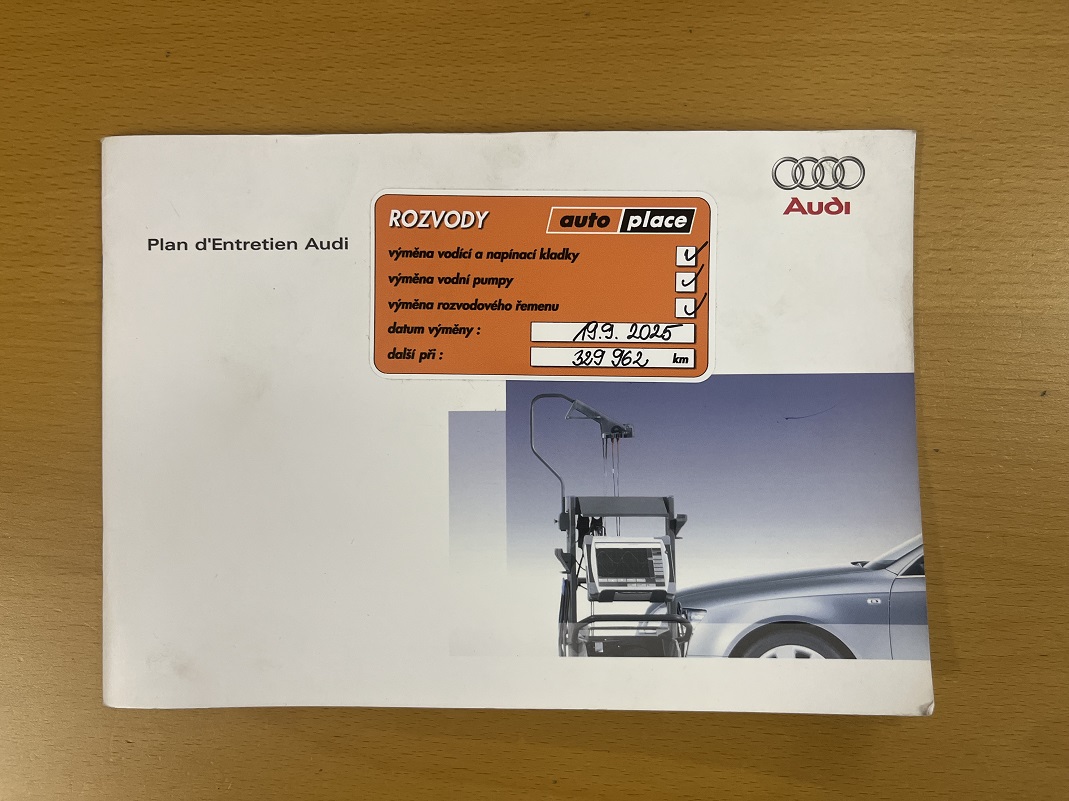 Audi
Plan d'Entretien Audi
ROZVODY
auto place
výměna vodící a napínací kladky
výměna vodní pumpy
výměna rozvodového řemenu
datum výměny : 19.9. 2025
další při : 329 962 km